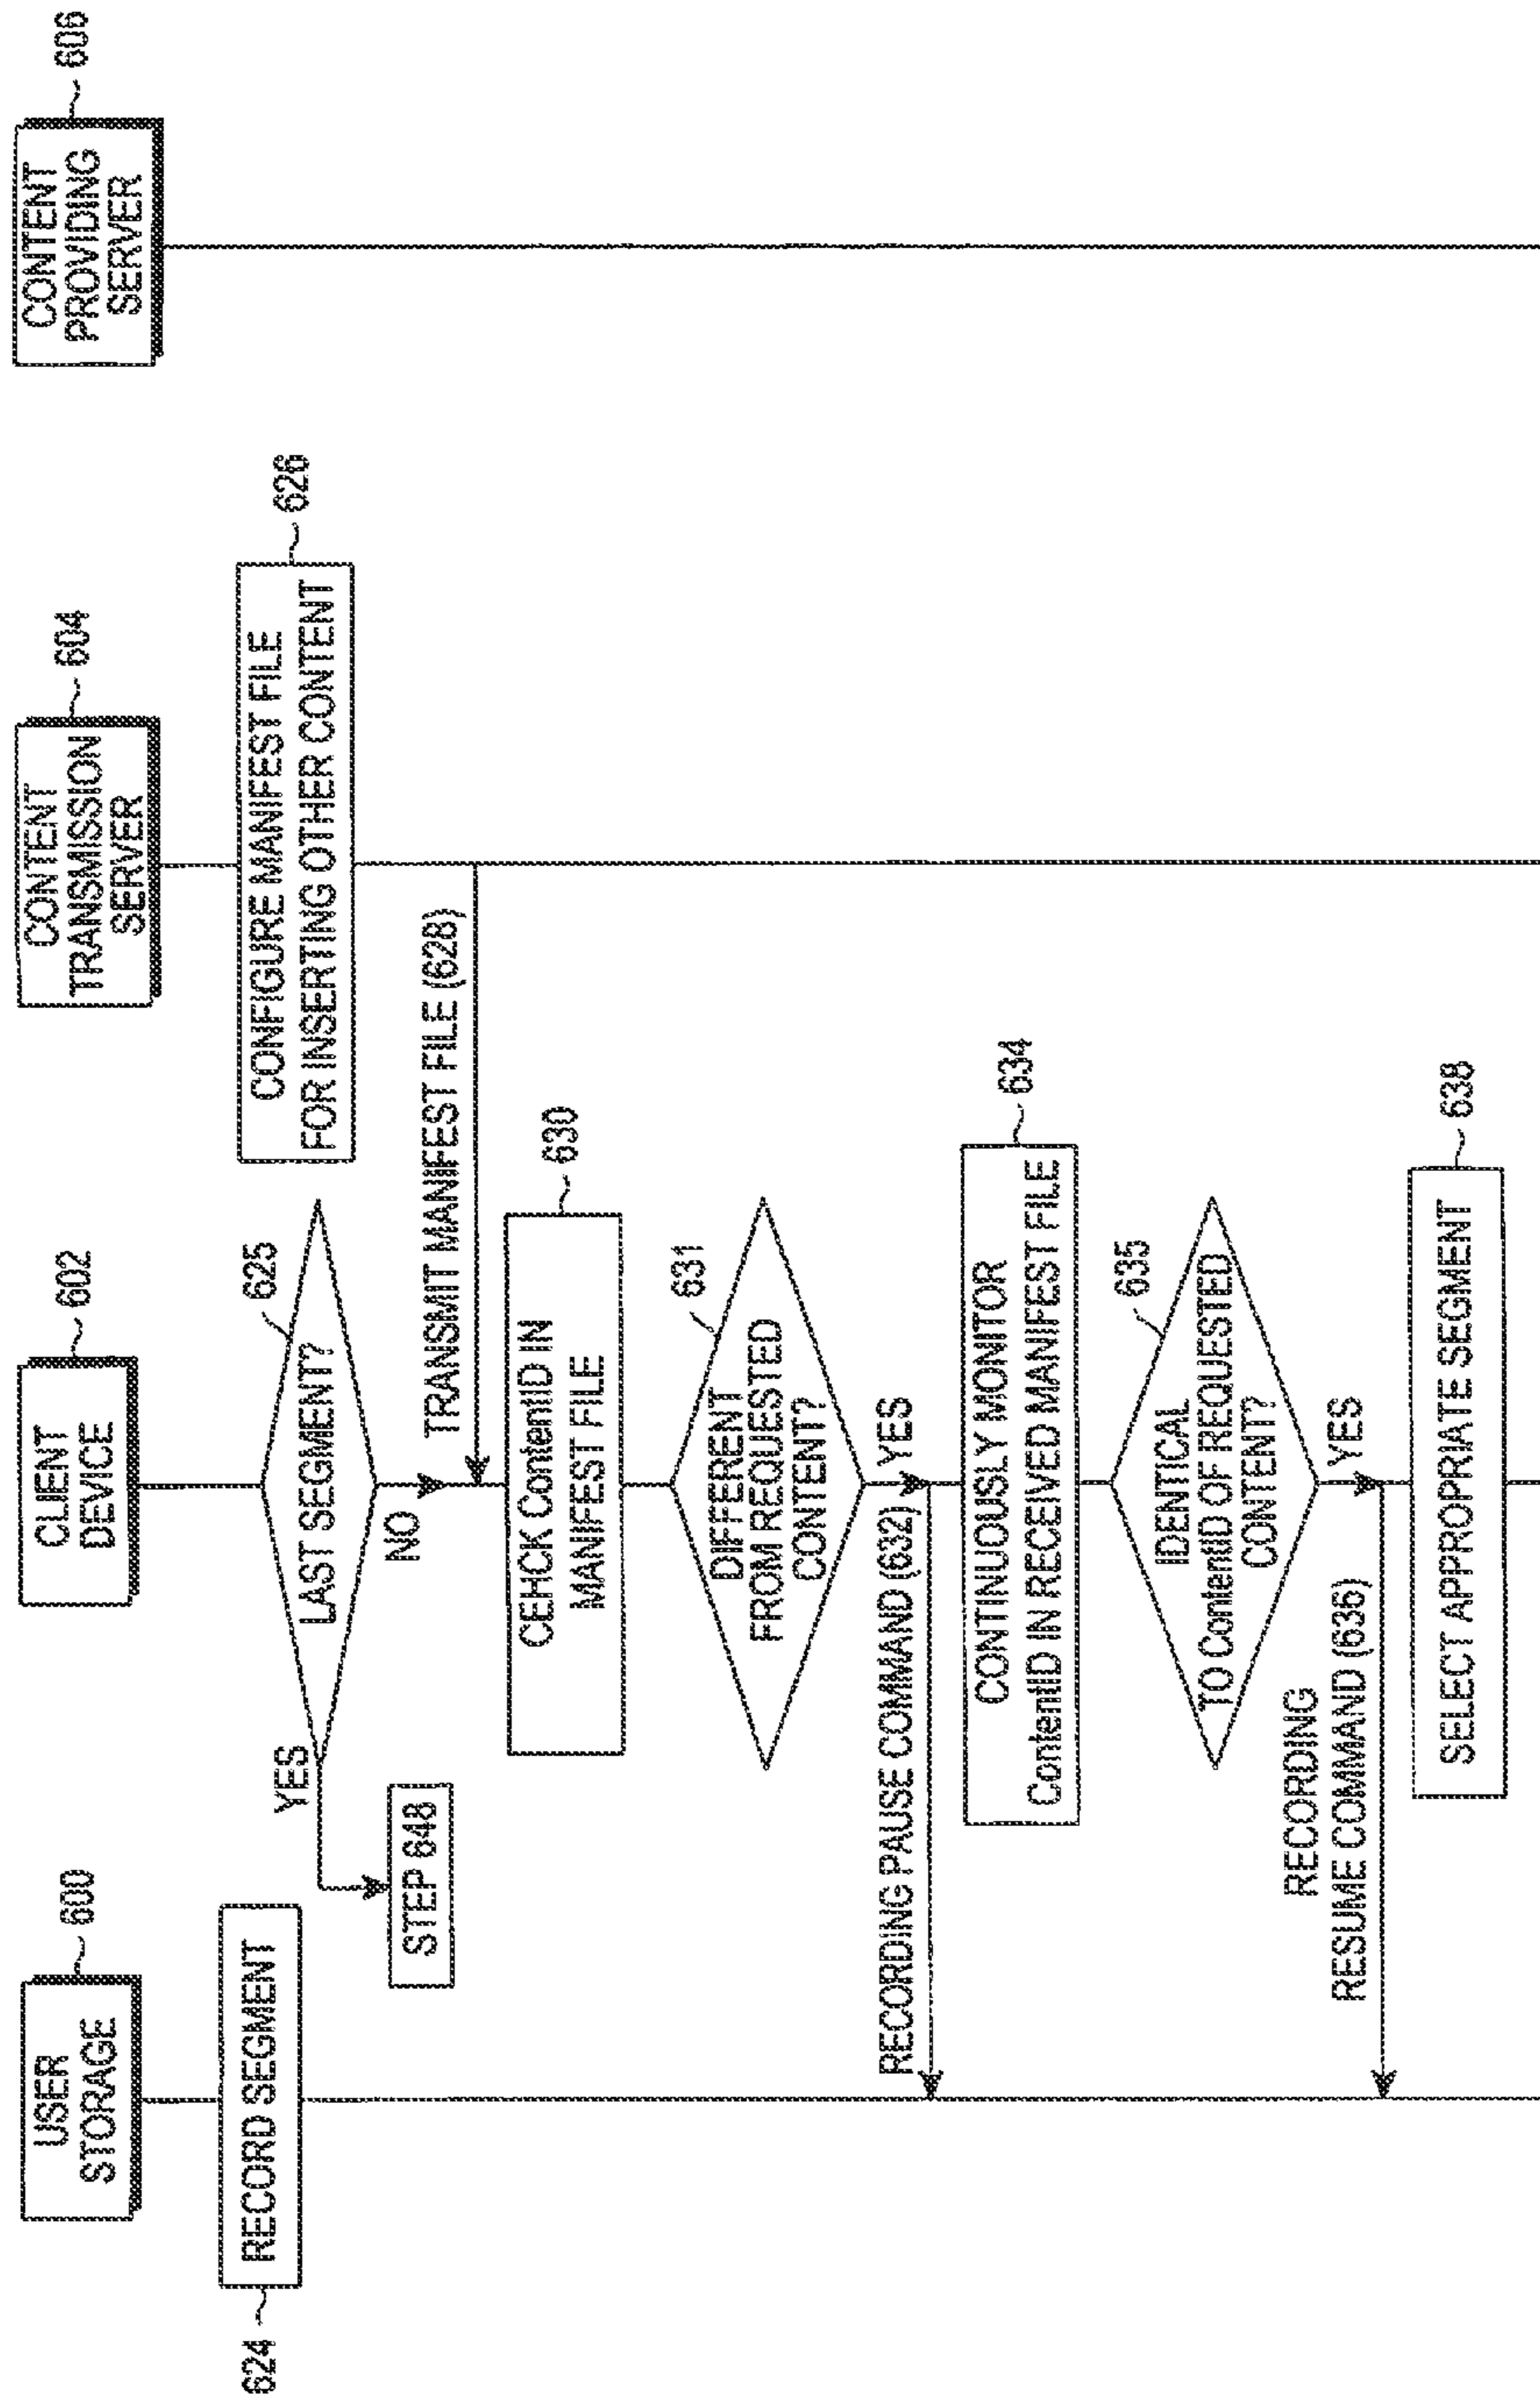 USER
STORAGE
600
CLIENT
DEVICE
602
CONTENT
TRANSMISSION
SERVER
604
CONTENT
PROVIDING
SERVER
606
624
RECORD SEGMENT
LAST SEGMENT?
625
YES
STEP 648
NO
CONFIGURE MANIFEST FILE
FOR INSERTING OTHER CONTENT
626
TRANSMIT MANIFEST FILE (628)
CEHCK ContentID IN
MANIFEST FILE
630
DIFFERENT
FROM REQUESTED
CONTENT?
631
YES
RECORDING PAUSE COMMAND (632)
CONTINUOUSLY MONITOR
ContentID IN RECEIVED MANIFEST FILE
634
IDENTICAL
TO ContentID OF REQUESTED
CONTENT?
635
YES
RECORDING
RESUME COMMAND (636)
SELECT APPROPRIATE SEGMENT
638